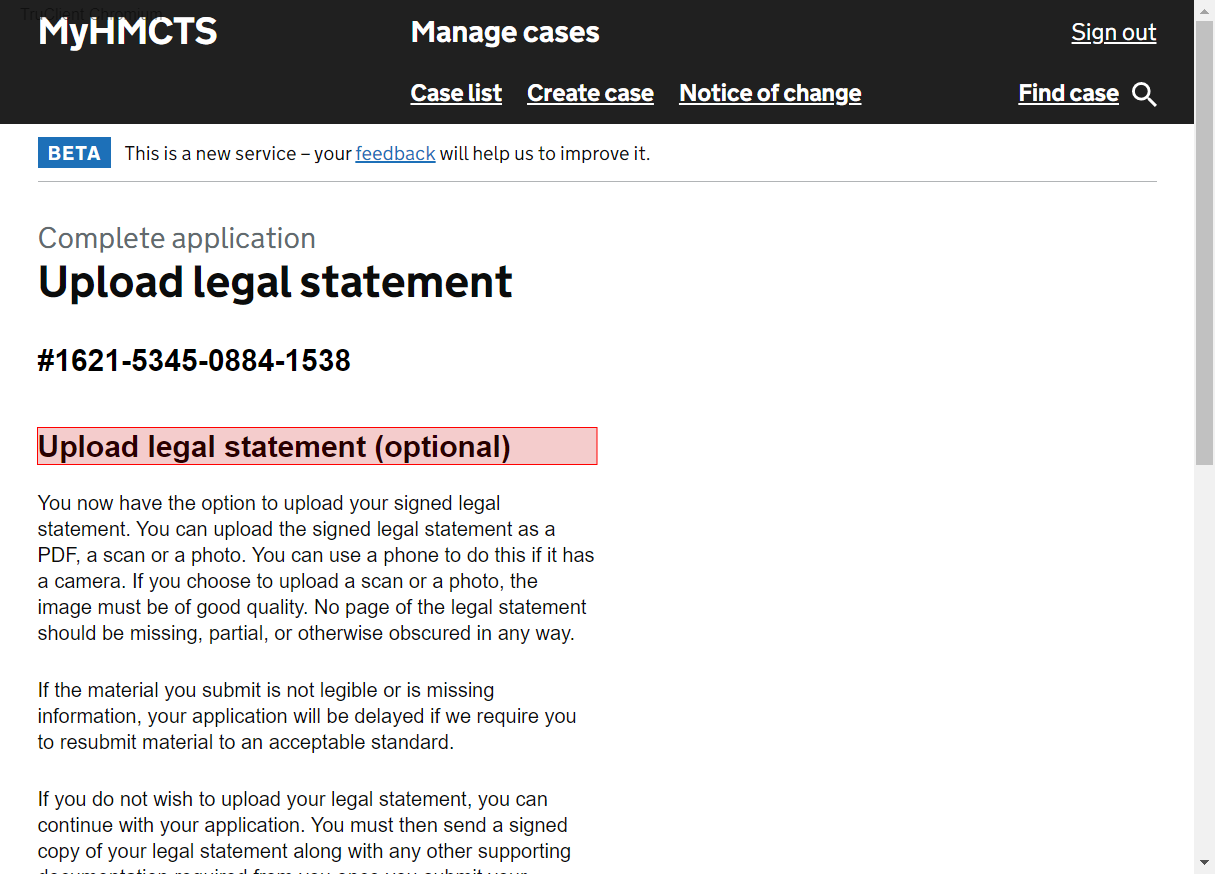 TruClient Chromium
MyHMCTS
Manage cases
Sign out
Case list Create case Notice of change
Find case
BETA This is a new service – your feedback will help us to improve it.
Complete application
Upload legal statement
#1621-5345-0884-1538
Upload legal statement (optional)
You now have the option to upload your signed legal
statement. You can upload the signed legal statement as a
PDF, a scan or a photo. You can use a phone to do this if it has
a camera. If you choose to upload a scan or a photo, the
image must be of good quality. No page of the legal statement
should be missing, partial, or otherwise obscured in any way.
If the material you submit is not legible or is missing
information, your application will be delayed if we require you
to resubmit material to an acceptable standard.
If you do not wish to upload your legal statement, you can
continue with your application. You must then send a signed
copy of your legal statement along with any other supporting
documentation required from you once you submit your